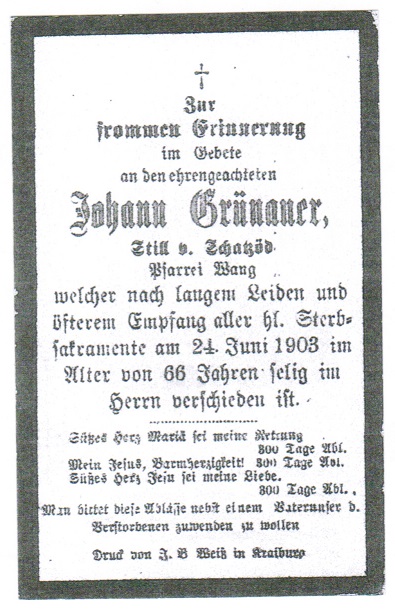 Zur
frommen Erinnerung
im Gebete
an den ehrengeachteten
Johann Grünauer,
Still v. Schatzöd
Pfarrei Wang
welcher nach langem Leiden und
öfterem Empfang aller hl. Sterb-
sakramente am 24. Juni 1903 im
Alter von 66 Jahren selig im
Herrn verschieden ist.
Süßes Herz Mariä sei meine Rettung
300 Tage Abl.
Mein Jesus, Barmherzigkeit! 300 Tage Abl.
Süßes Herz Jesu sei meine Liebe.
300 Tage Abl.
Man bittet diese Ablässe nebst einem Vaterunser d.
Verstorbenen zuwenden zu wollen
Druck von J. B Weiß in Kraiburg